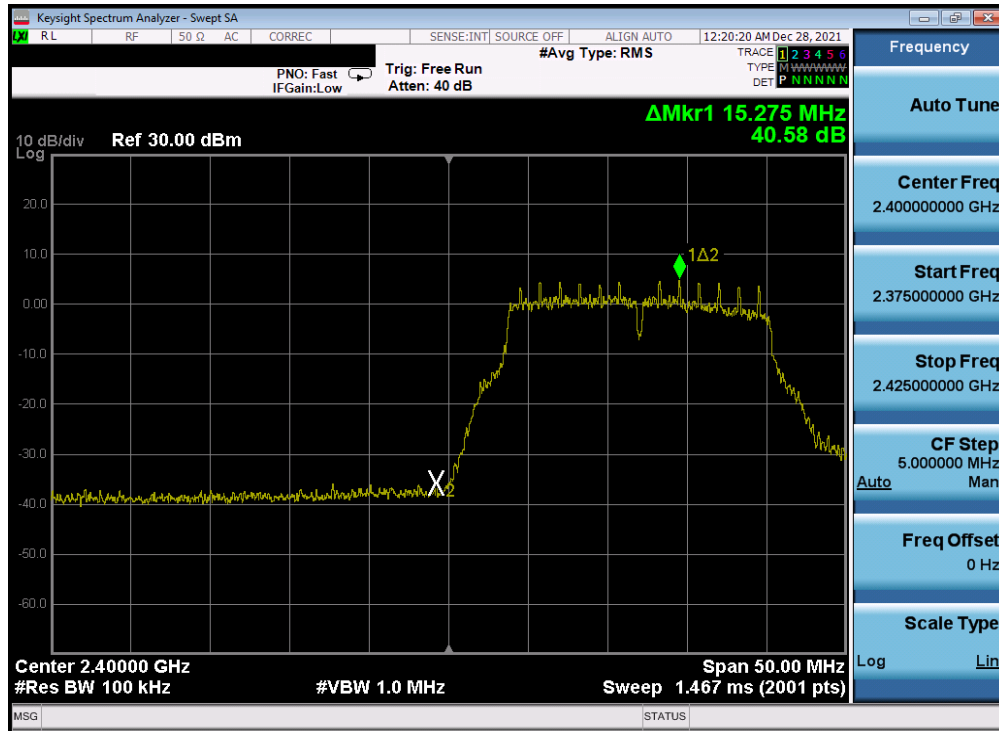 Keysight Spectrum Analyzer - Swept SA
LXI RL RF 50 Ω AC CORREC SENSE:INT SOURCE OFF ALIGN AUTO 12:20:20 AM Dec 28, 2021
#Avg Type: RMS
TRACE 1 2 3 4 5 6
PNO: Fast Trig: Free Run TYPE M W W W W W
IFGain:Low Atten: 40 dB DET P N N N N N
ΔMkr1 15.275 MHz
40.58 dB
10 dB/div Ref 30.00 dBm
Log
20.0
10.0
0.00
-10.0
-20.0
-30.0
-40.0
-50.0
-60.0
1Δ2
X2
Center 2.40000 GHz Span 50.00 MHz
#Res BW 100 kHz #VBW 1.0 MHz Sweep 1.467 ms (2001 pts)
MSG STATUS
Frequency
Auto Tune
Center Freq
2.400000000 GHz
Start Freq
2.375000000 GHz
Stop Freq
2.425000000 GHz
CF Step
5.000000 MHz
Auto Man
Freq Offset
0 Hz
Scale Type
Log Lin